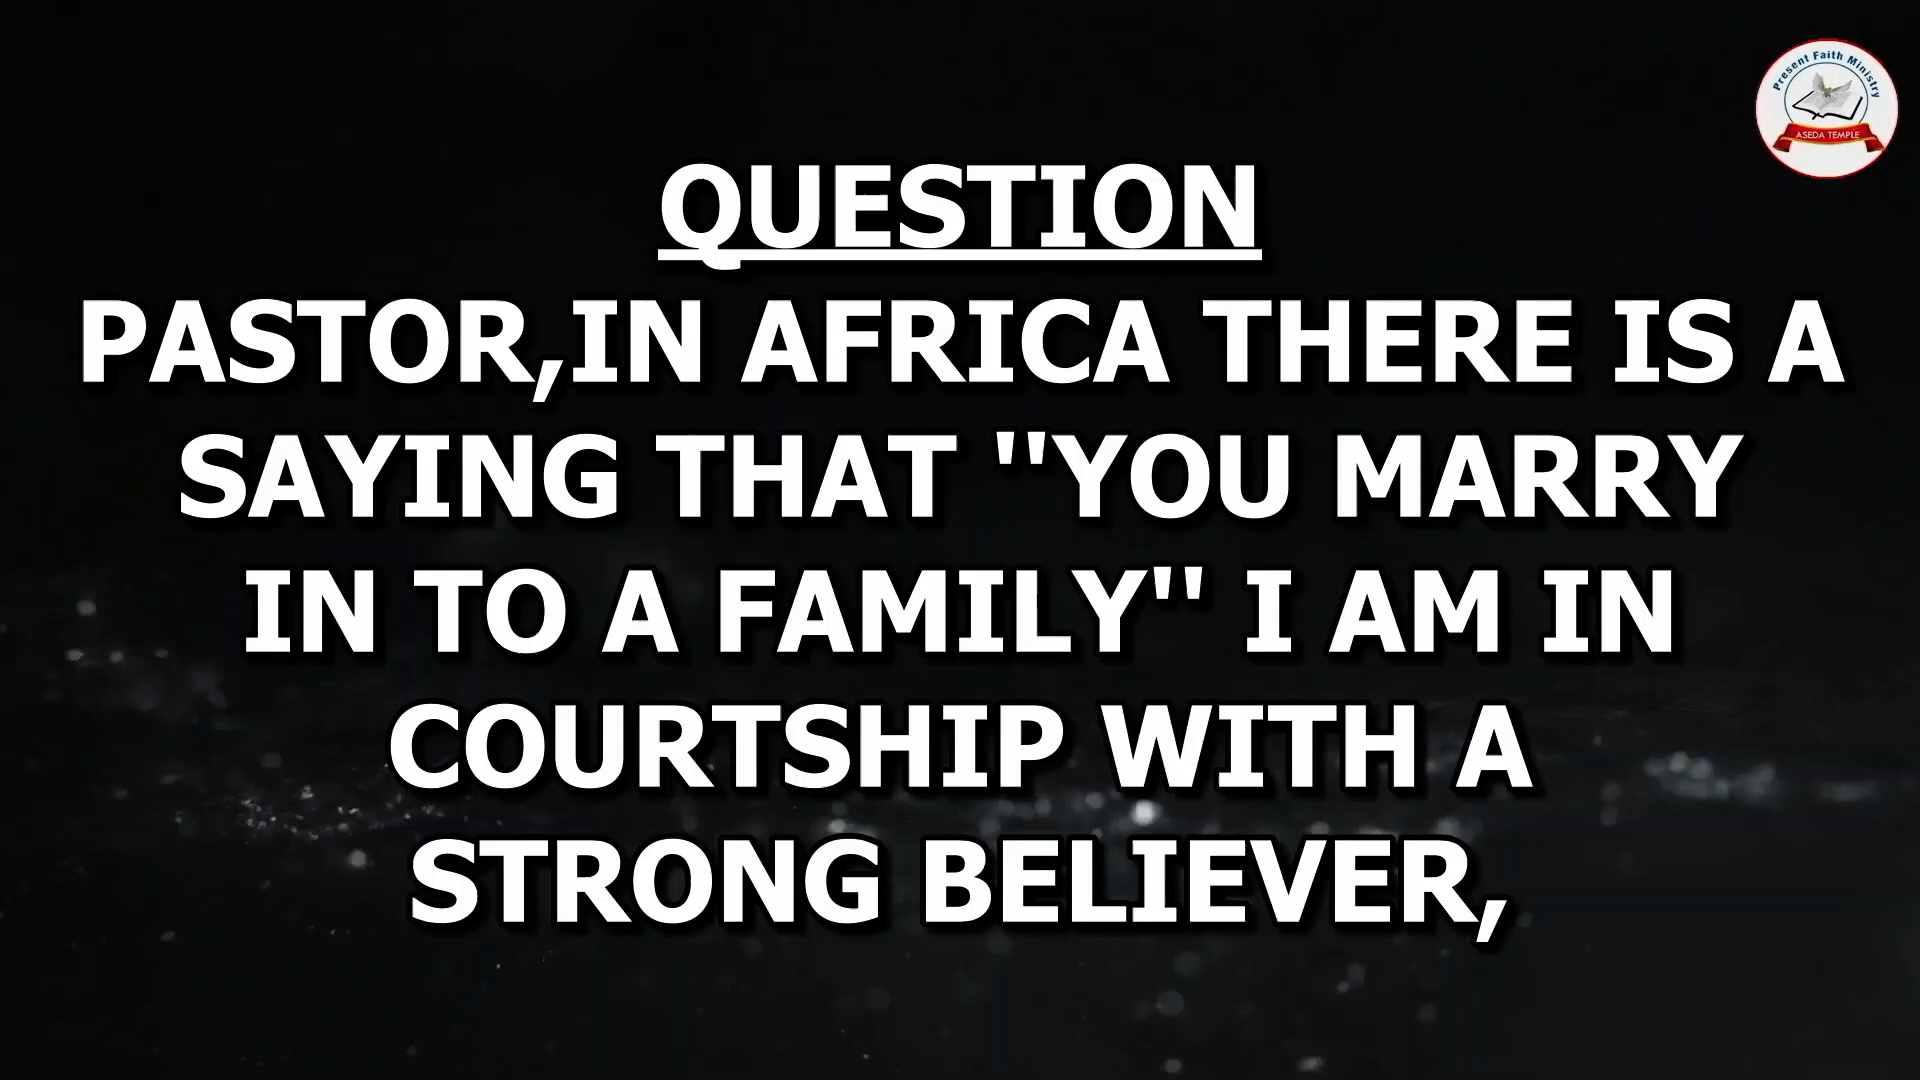 Present Faith Ministry
ASEDA TEMPLE
QUESTION
PASTOR,IN AFRICA THERE IS A
SAYING THAT "YOU MARRY
IN TO A FAMILY" I AM IN
COURTSHIP WITH A
STRONG BELIEVER,